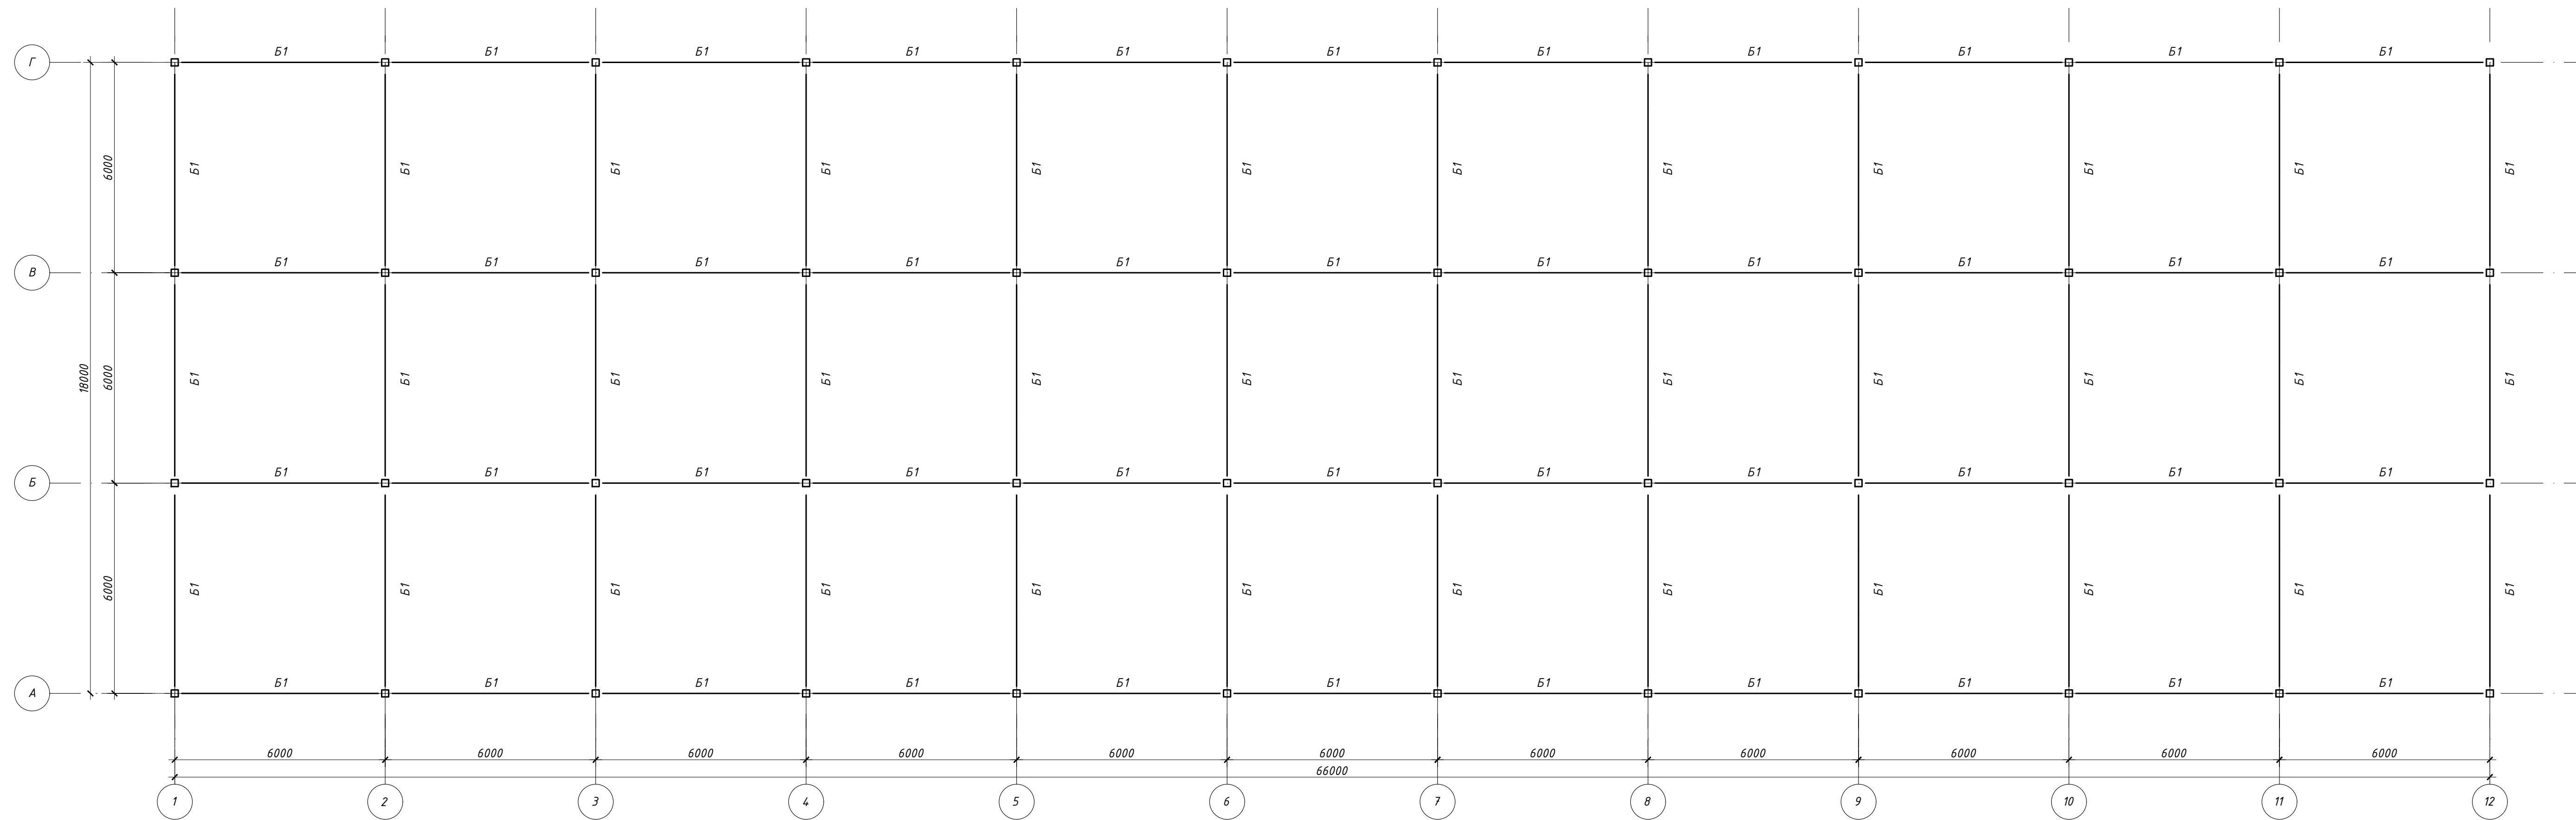 Б1 Б1 Б1 Б1 Б1 Б1 Б1 Б1 Б1 Б1 Б1
Г
6000 Б1 Б1 Б1 Б1 Б1 Б1 Б1 Б1 Б1 Б1 Б1 Б1
Б1 Б1 Б1 Б1 Б1 Б1 Б1 Б1 Б1 Б1 Б1
В
18000 6000 Б1 Б1 Б1 Б1 Б1 Б1 Б1 Б1 Б1 Б1 Б1 Б1
Б1 Б1 Б1 Б1 Б1 Б1 Б1 Б1 Б1 Б1 Б1
Б
6000 Б1 Б1 Б1 Б1 Б1 Б1 Б1 Б1 Б1 Б1 Б1 Б1
Б1 Б1 Б1 Б1 Б1 Б1 Б1 Б1 Б1 Б1 Б1
А
6000 6000 6000 6000 6000 6000 6000 6000 6000 6000 6000
66000
1 2 3 4 5 6 7 8 9 10 11 12